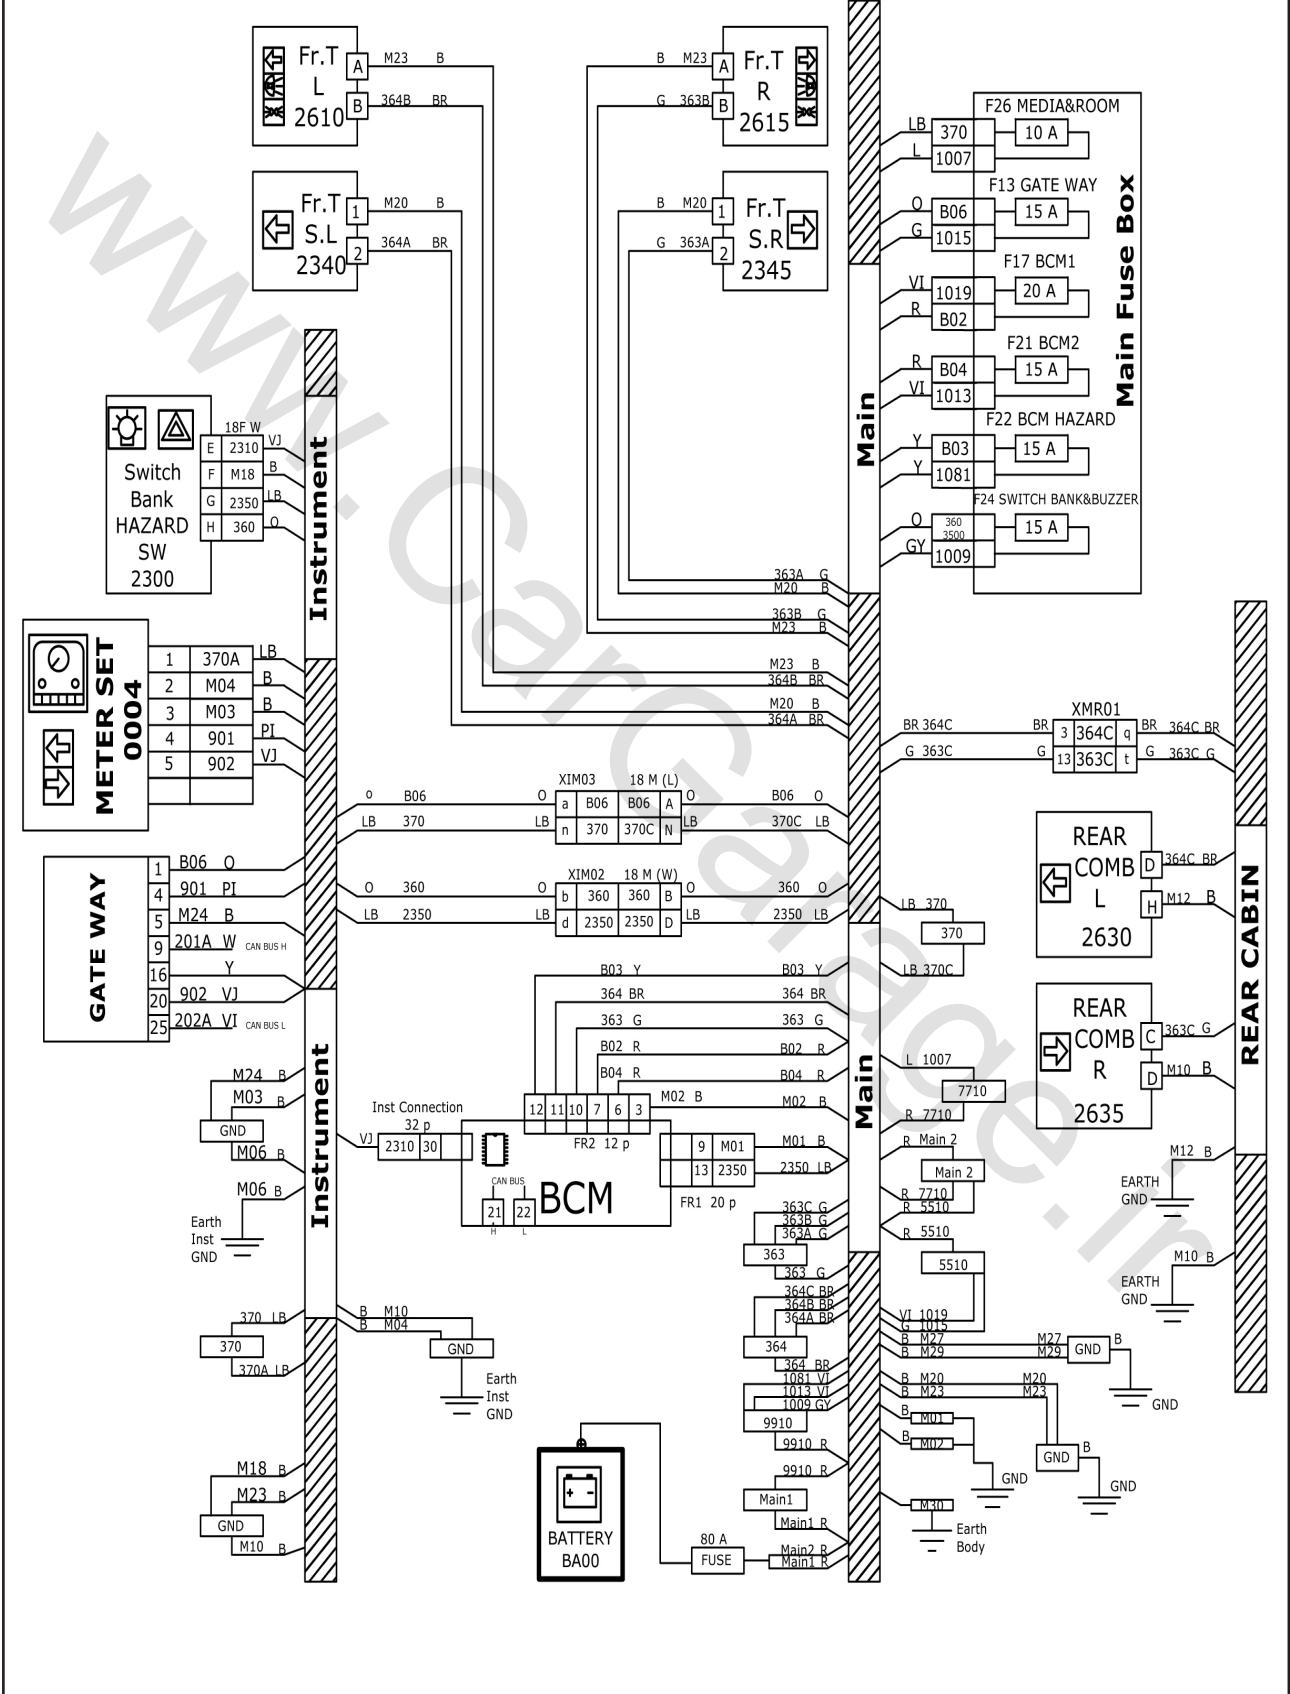 Fr.T
L
2610
A
B
M23 B
364B BR
Fr.T
S.L
2340
1
2
M20 B
364A BR
Fr.T
R
2615
A
B
B M23
G 363B
Fr.T
S.R
2345
1
2
B M20
G 363A
Main Fuse Box
F26 MEDIA&ROOM
LB 370 10 A
L 1007
F13 GATE WAY
O B06 15 A
G 1015
F17 BCM1
VI 1019 20 A
R B02
F21 BCM2
R B04 15 A
VI 1013
F22 BCM HAZARD
Y B03 15 A
Y 1081
F24 SWITCH BANK&BUZZER
O 360 3500 15 A
GY 1009
Main
Instrument
Switch
Bank
HAZARD
SW
2300
18F W
E 2310 VJ
F M18 B
G 2350 LB
H 360 O
METER SET
0004
1 370A LB
2 M04 B
3 M03 B
4 901 PI
5 902 VJ
363A G
M20 B
363B G
M23 B
M23 B
364B BR
M20 B
364A BR
XMR01
BR 364C BR 3 364C q BR 364C BR
G 363C G 13 363C t G 363C G
XIM03 18 M (L)
o B06 O a B06 B06 A O B06 O
LB 370 LB n 370 370C N LB 370C LB
XIM02 18 M (W)
O 360 O b 360 360 B O 360 O
LB 2350 LB d 2350 2350 D LB 2350 LB
GATE WAY
1 B06 O
4 901 PI
5 M24 B
9 201A W CAN BUS H
16 Y
20 902 VJ
25 202A VI CAN BUS L
REAR
COMB
L
2630
D 364C BR
H M12 B
REAR
COMB
R
2635
C 363C G
D M10 B
REAR CABIN
LB 370
370
LB 370C
B03 Y B03 Y
364 BR 364 BR
363 G 363 G
B02 R B02 R
B04 R B04 R
M02 B M02 B
12 11 10 7 6 3
FR2 12 p
Inst Connection
32 p
VJ 2310 30
BCM
CAN BUS
21 22
H L
9 M01 M01 B
13 2350 2350 LB
FR1 20 p
Main
Instrument
L 1007
7710
R 7710
R Main 2
Main 2
R 7710
R 5510
R 5510
5510
VI 1019
G 1015
M24 B
M03 B
GND
M06 B
M06 B
Earth
Inst
GND
370 LB
370
370A LB
M18 B
M23 B
GND
M10 B
B M10
B M04
GND
Earth
Inst
GND
363C G
363B G
363A G
363
363 G
364C BR
364B BR
364A BR
364
364 BR
1081 VI
1013 VI
1009 GY
9910
9910 R
9910 R
Main1
Main1 R
Main2 R
Main1 R
80 A
FUSE
BATTERY
BA00
B M27 M27
B M29 M29
GND B
GND
B M20 M20
B M23 M23
GND B
GND
B M01
B M02
GND
M30
Earth
Body
M12 B
EARTH
GND
M10 B
EARTH
GND
www.CarGarage.ir